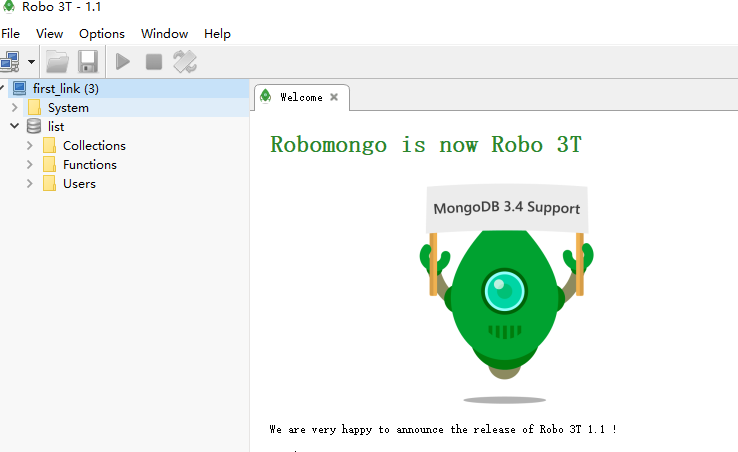 Robo 3T - 1.1
File View Options Window Help
first_link (3)
System
list
Collections
Functions
Users
Welcome
Robomongo is now Robo 3T
MongoDB 3.4 Support
We are very happy to announce the release of Robo 3T 1.1 !